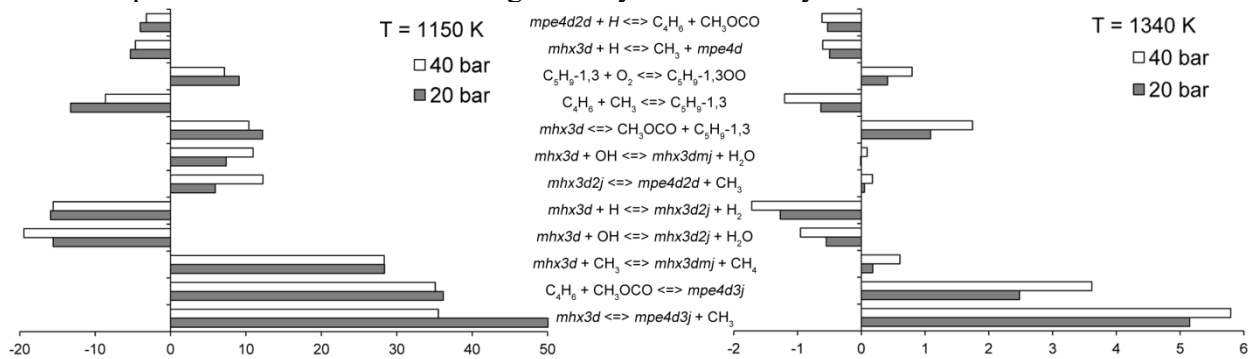 T = 1150 K
40 bar
20 bar
mpe4d2d + H <=> C₄H₆ + CH₃OCO
mhx3d + H <=> CH₃ + mpe4d
C₅H₉-1,3 + O₂ <=> C₅H₉-1,3OO
C₄H₆ + CH₃ <=> C₅H₉-1,3
mhx3d <=> CH₃OCO + C₅H₉-1,3
mhx3d + OH <=> mhx3dmj + H₂O
mhx3d2j <=> mpe4d2d + CH₃
mhx3d + H <=> mhx3d2j + H₂
mhx3d + OH <=> mhx3d2j + H₂O
mhx3d + CH₃ <=> mhx3dmj + CH₄
C₄H₆ + CH₃OCO <=> mpe4d3j
mhx3d <=> mpe4d3j + CH₃
T = 1340 K
40 bar
20 bar
-20 -10 0 10 20 30 40 50
-2 -1 0 1 2 3 4 5 6